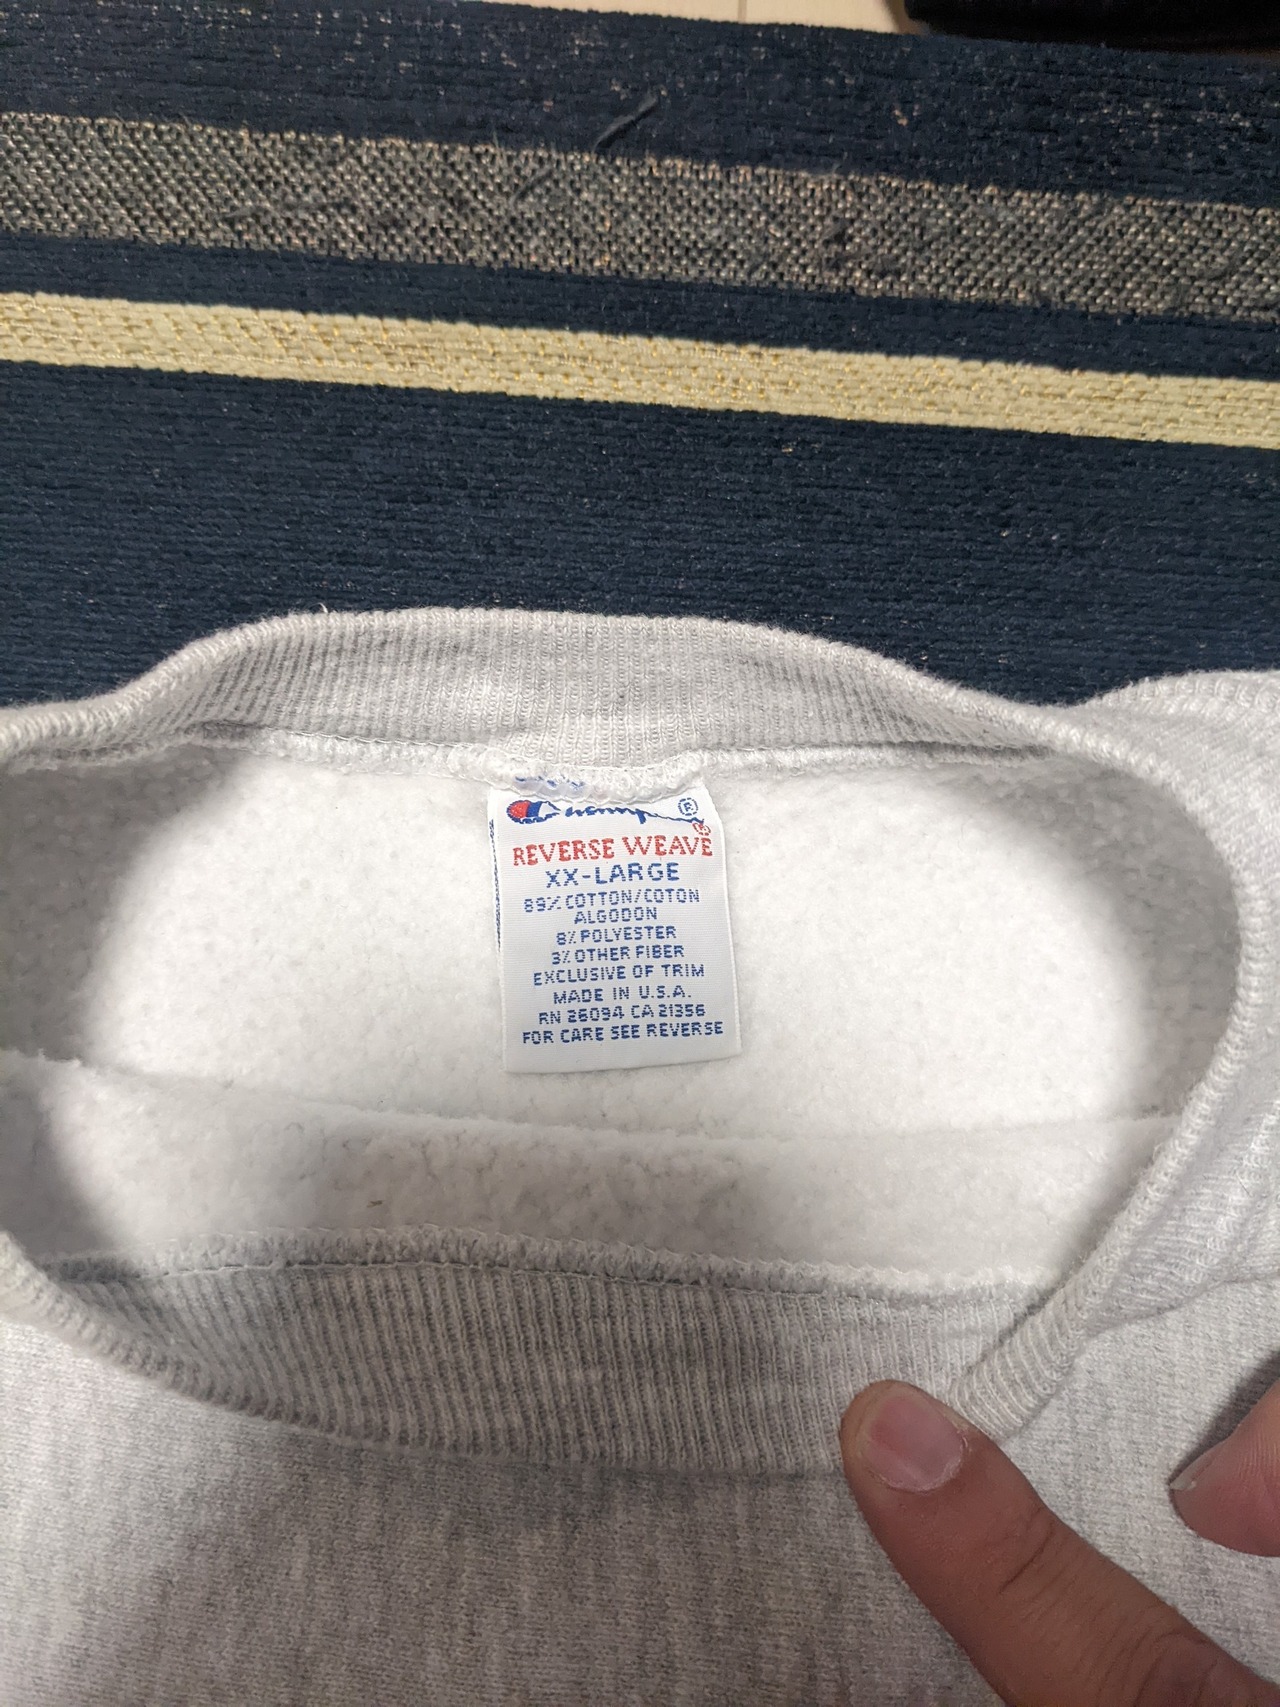 Champion ®
®
REVERSE WEAVE
XX-LARGE
89% COTTON/COTON
ALGODON
8% POLYESTER
3% OTHER FIBER
EXCLUSIVE OF TRIM
MADE IN U.S.A.
RN 26094 CA 21356
FOR CARE SEE REVERSE